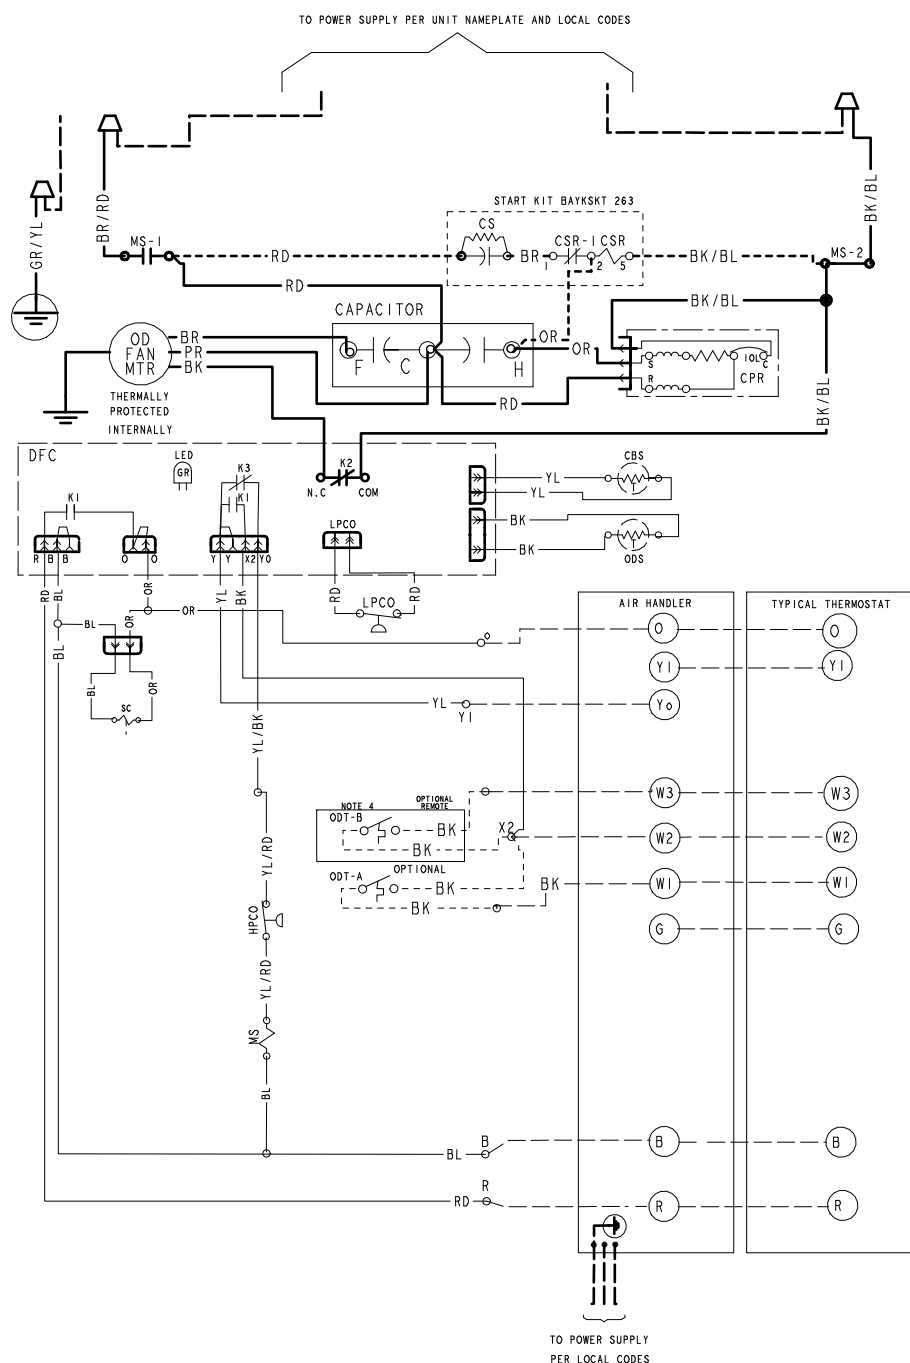 TO POWER SUPPLY PER UNIT NAMEPLATE AND LOCAL CODES
BR/RD
GR/YL
BK/BL
START KIT BAYKSKT 263
CS
MS-1
RD
BR
CSR-1
CSR
1
2
5
BK/BL
MS-2
RD
BK/BL
CAPACITOR
OR
OR
F
C
H
OD
FAN
MTR
BR
PR
BK
THERMALLY
PROTECTED
INTERNALLY
S
R
IOL
C
CPR
RD
BK/BL
DFC
LED
GR
K3
K1
K2
N.C
COM
K1
LPCO
YL
YL
CBS
BK
BK
ODS
R
B
B
O
O
Y
Y
X2
YO
RD
BL
OR
YL
BK
RD
LPCO
RD
BL
OR
OR
BL
BL
OR
SC
O
YL
Y1
YL/BK
AIR HANDLER
TYPICAL THERMOSTAT
O
O
Y1
Y1
Yo
W3
W3
W2
W2
W1
W1
G
G
NOTE 4
OPTIONAL
REMOTE
ODT-B
BK
BK
X2
ODT-A
OPTIONAL
BK
BK
BK
YL/RD
HPCO
YL/RD
MS
BL
BL
B
B
B
RD
R
R
R
TO POWER SUPPLY
PER LOCAL CODES